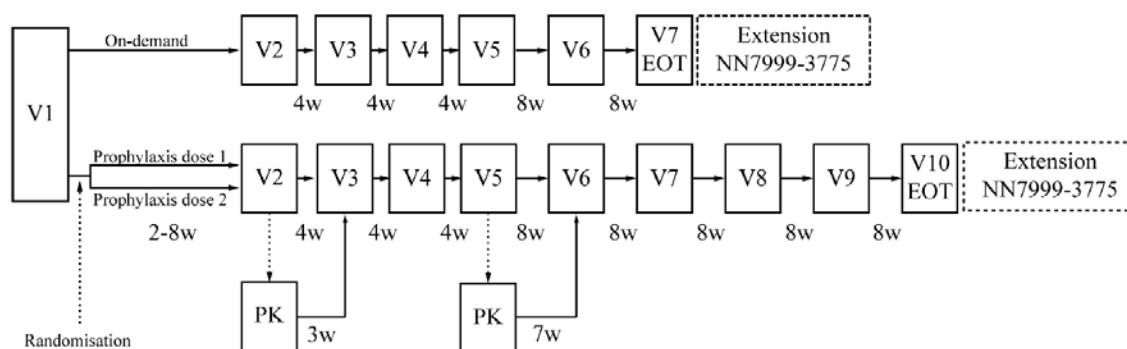 V1
On-demand
V2
V3
V4
V5
V6
V7
EOT
Extension
NN7999-3775
4w
4w
4w
8w
8w
Prophylaxis dose 1
Prophylaxis dose 2
2-8w
V2
V3
V4
V5
V6
V7
V8
V9
V10
EOT
Extension
NN7999-3775
4w
4w
4w
8w
8w
8w
8w
8w
PK
3w
PK
7w
Randomisation